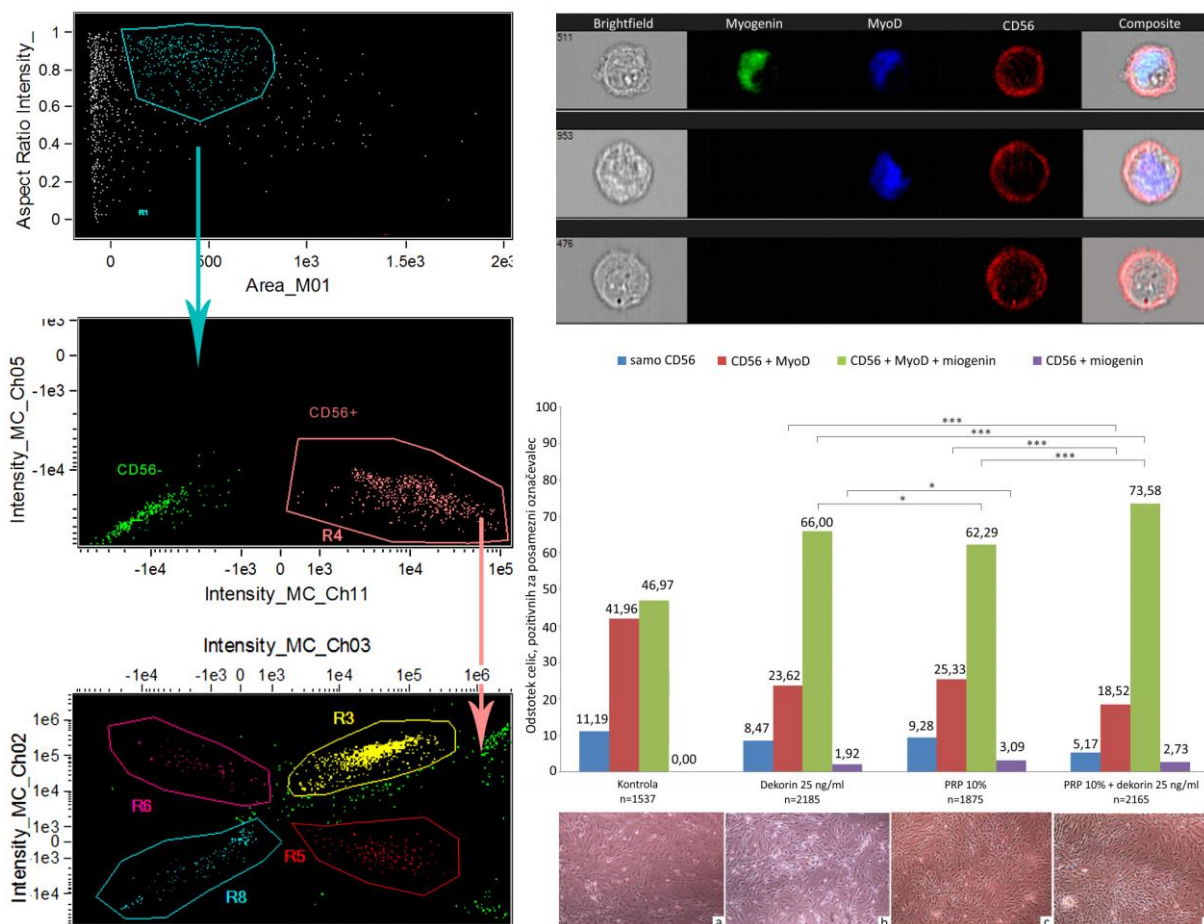 Aspect Ratio Intensity_
1
0.8
0.6
0.4
0.2
0
R1
0 500 1e3 1.5e3
Area_M01
Intensity_MC_Ch05
1e3
0
-1e3
-1e4
CD56+
CD56-
R4
-1e4 -1e3 0 1e4 1e5
Intensity_MC_Ch11
Intensity_MC_Ch03
-1e4 -1e3 0 1e3 1e4 1e5 1e6
Intensity_MC_Ch02
1e6
1e5
1e4
1e3
0
-1e3
-1e4
R3
R6
R5
R8
Brightfield Myogenin MyoD CD56 Composite
511
953
476
samo CD56 CD56 + MyoD CD56 + MyoD + miogenin CD56 + miogenin
Odstotek celic, pozitivnih za posamezni označevalec
100
90
80
70
60
50
40
30
20
10
0
***
***
***
***
*
*
11,19 41,96 46,97 0,00
8,47 23,62 66,00 1,92
9,28 25,33 62,29 3,09
5,17 18,52 73,58 2,73
Kontrola Dekorin 25 ng/ml PRP 10% PRP 10% + dekorin 25 ng/ml
n=1537 n=2185 n=1875 n=2165
a b c